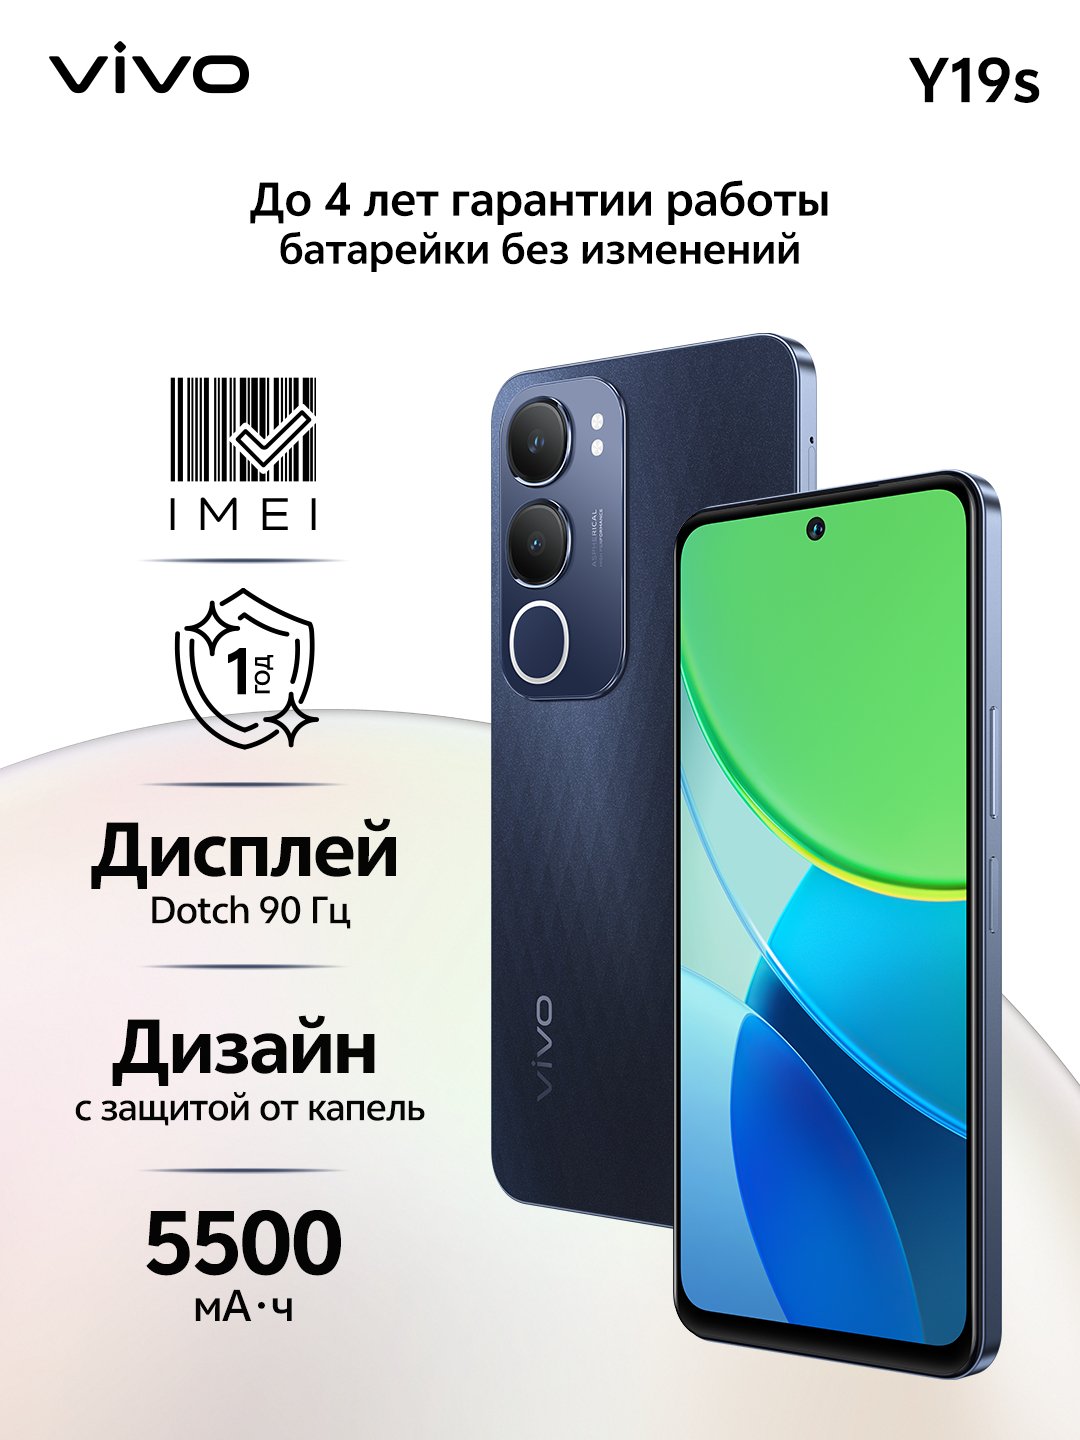 vivo
Y19s
До 4 лет гарантии работы
батарейки без изменений
IMEI
1 год
Дисплей
Dotch 90 Гц
Дизайн
с защитой от капель
5500
мА·ч
ASPHERICAL
vivo